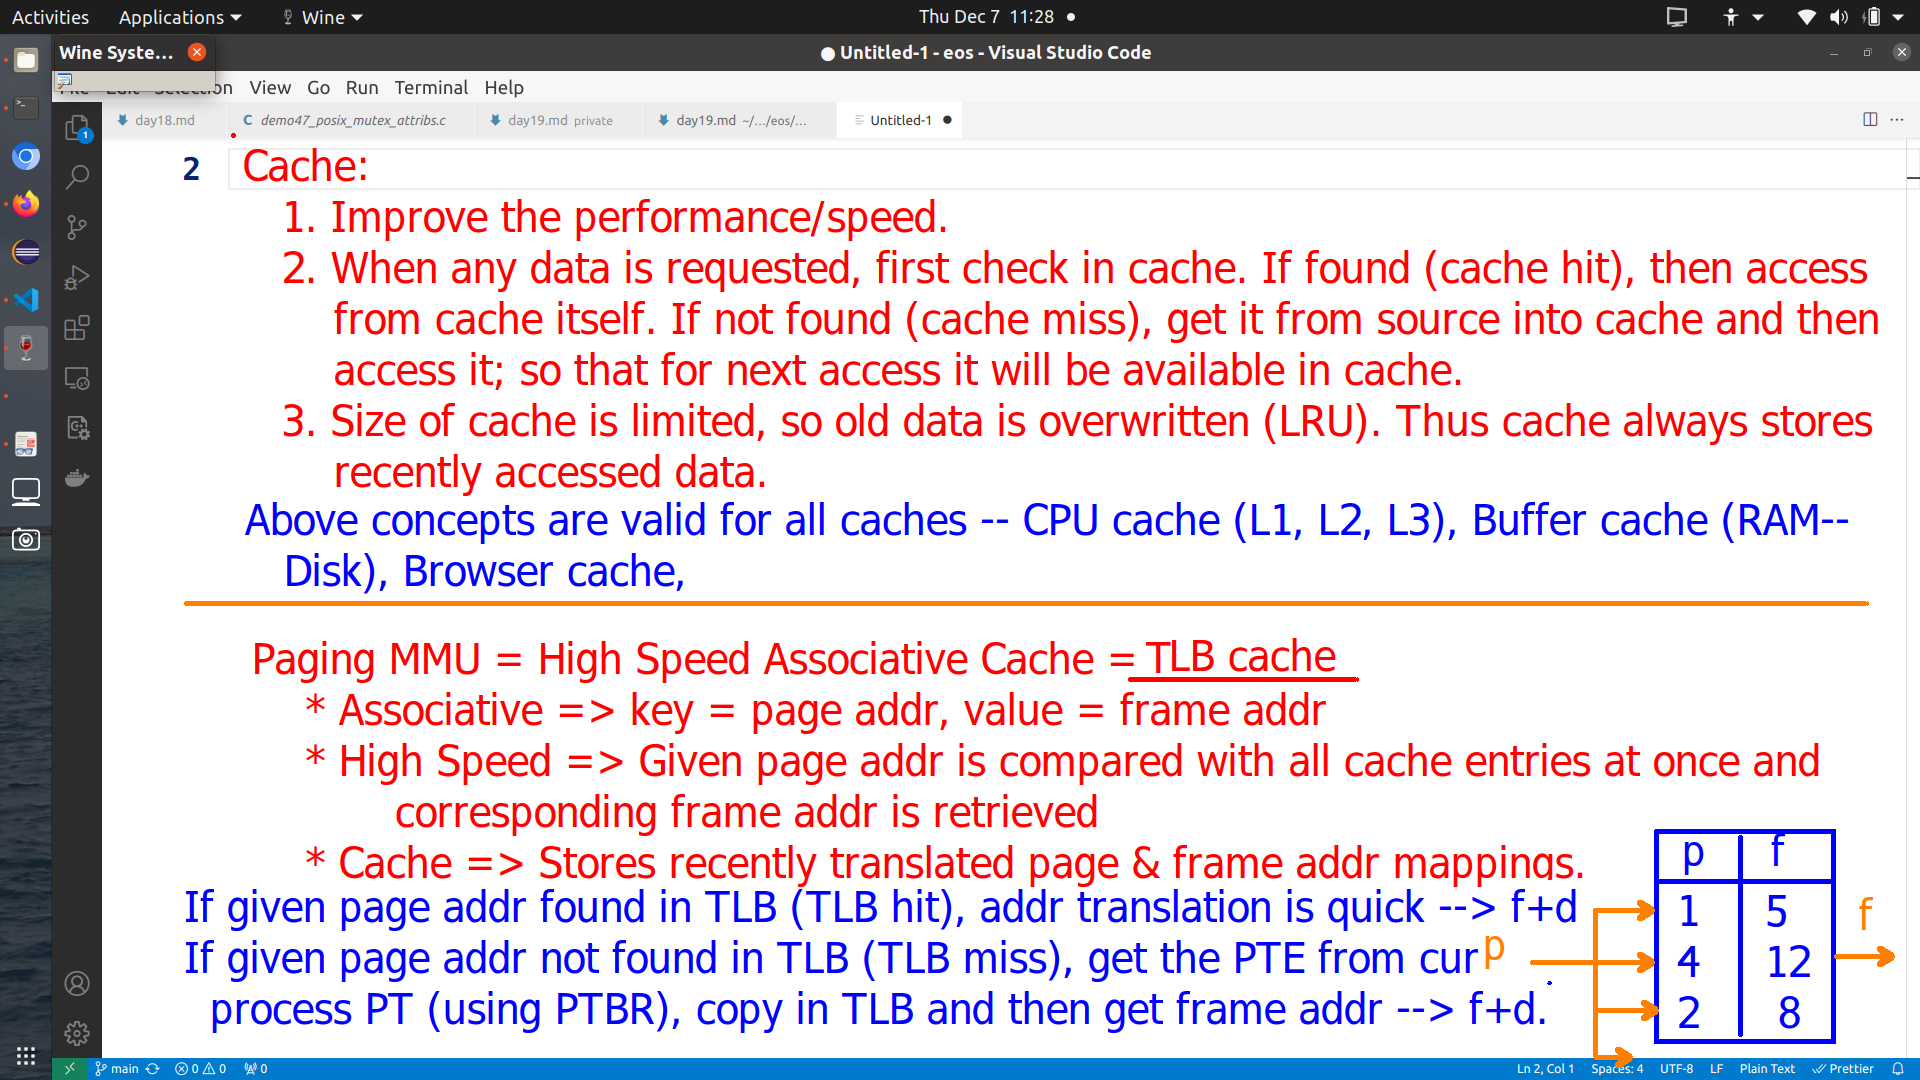 Activities Applications Wine Thu Dec 7 11:28
Wine Syste... Untitled-1 - eos - Visual Studio Code
File Edit Selection View Go Run Terminal Help
day18.md demo47_posix_mutex_attribs.c day19.md private day19.md ~/.../eos/... Untitled-1
2 Cache:
1. Improve the performance/speed.
2. When any data is requested, first check in cache. If found (cache hit), then access
from cache itself. If not found (cache miss), get it from source into cache and then
access it; so that for next access it will be available in cache.
3. Size of cache is limited, so old data is overwritten (LRU). Thus cache always stores
recently accessed data.
Above concepts are valid for all caches -- CPU cache (L1, L2, L3), Buffer cache (RAM--
Disk), Browser cache,
Paging MMU = High Speed Associative Cache = TLB cache
* Associative => key = page addr, value = frame addr
* High Speed => Given page addr is compared with all cache entries at once and
corresponding frame addr is retrieved
* Cache => Stores recently translated page & frame addr mappings.
p f
If given page addr found in TLB (TLB hit), addr translation is quick --> f+d
1 5 f
If given page addr not found in TLB (TLB miss), get the PTE from cur p
4 12
process PT (using PTBR), copy in TLB and then get frame addr --> f+d.
2 8
main 0 0 0 Ln 2, Col 1 Spaces: 4 UTF-8 LF Plain Text Prettier